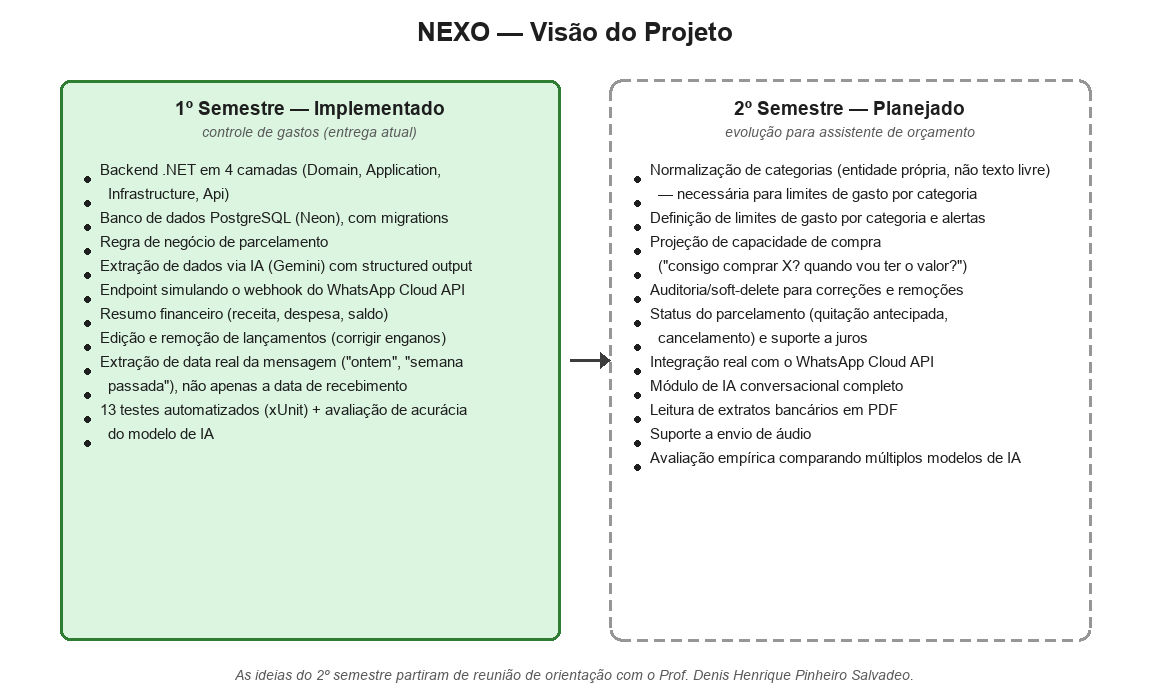 NEXO — Visão do Projeto
1º Semestre — Implementado
controle de gastos (entrega atual)
Backend .NET em 4 camadas (Domain, Application,
Infrastructure, Api)
Banco de dados PostgreSQL (Neon), com migrations
Regra de negócio de parcelamento
Extração de dados via IA (Gemini) com structured output
Endpoint simulando o webhook do WhatsApp Cloud API
Resumo financeiro (receita, despesa, saldo)
Edição e remoção de lançamentos (corrigir enganos)
Extração de data real da mensagem ("ontem", "semana
passada"), não apenas a data de recebimento
13 testes automatizados (xUnit) + avaliação de acurácia
do modelo de IA
2º Semestre — Planejado
evolução para assistente de orçamento
Normalização de categorias (entidade própria, não texto livre)
— necessária para limites de gasto por categoria
Definição de limites de gasto por categoria e alertas
Projeção de capacidade de compra
("consigo comprar X? quando vou ter o valor?")
Auditoria/soft-delete para correções e remoções
Status do parcelamento (quitação antecipada,
cancelamento) e suporte a juros
Integração real com o WhatsApp Cloud API
Módulo de IA conversacional completo
Leitura de extratos bancários em PDF
Suporte a envio de áudio
Avaliação empírica comparando múltiplos modelos de IA
As ideias do 2º semestre partiram de reunião de orientação com o Prof. Denis Henrique Pinheiro Salvadeo.